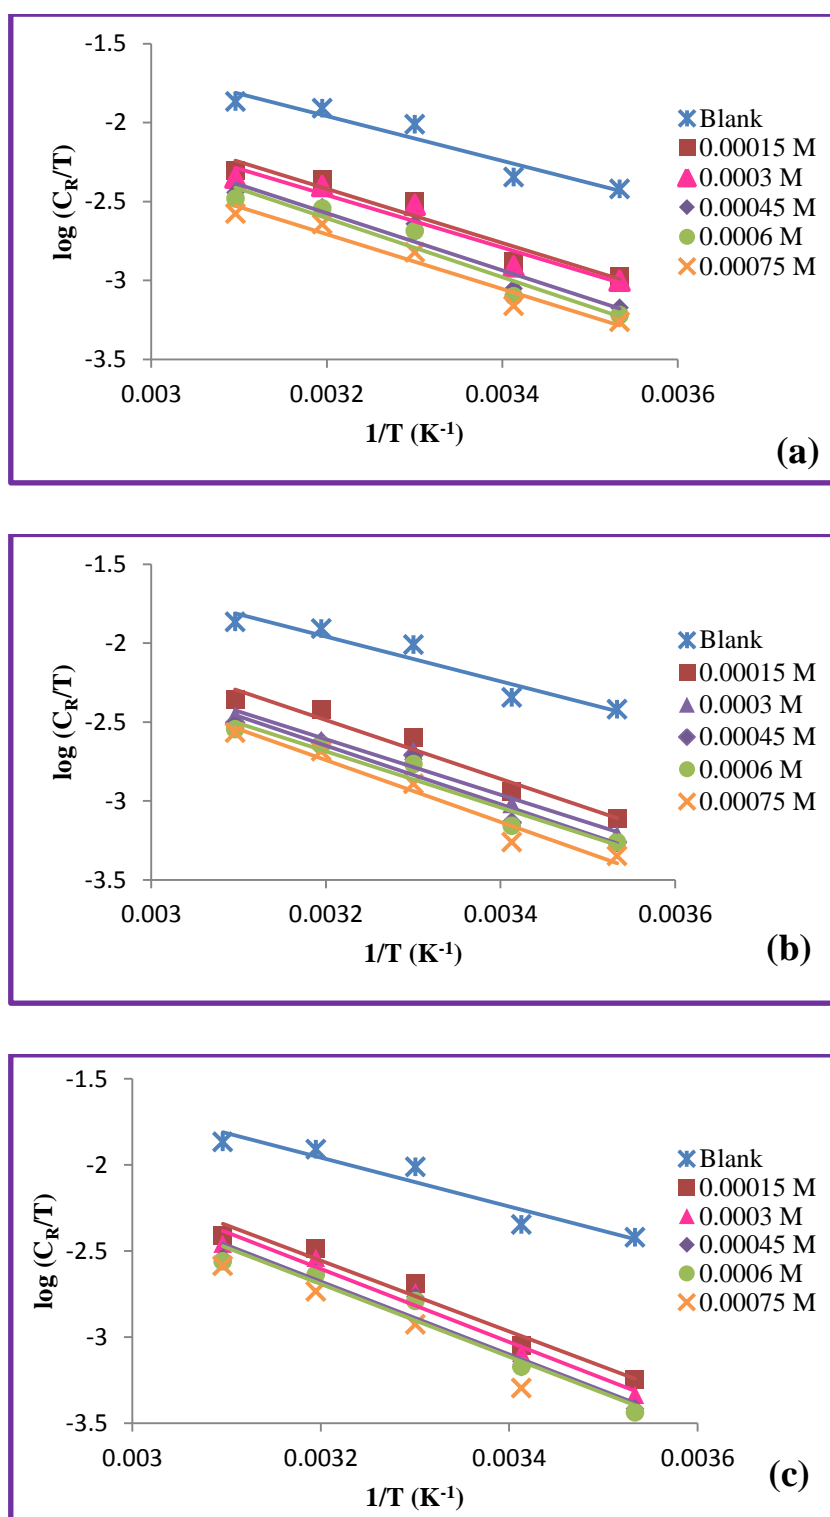 -1.5
-2
-2.5
-3
-3.5
log (C_R/T)
0.003
0.0032
0.0034
0.0036
1/T (K⁻¹)
Blank
0.00015 M
0.0003 M
0.00045 M
0.0006 M
0.00075 M
(a)
-1.5
-2
-2.5
-3
-3.5
log (C_R/T)
0.003
0.0032
0.0034
0.0036
1/T (K⁻¹)
Blank
0.00015 M
0.0003 M
0.00045 M
0.0006 M
0.00075 M
(b)
-1.5
-2
-2.5
-3
-3.5
log (C_R/T)
0.003
0.0032
0.0034
0.0036
1/T (K⁻¹)
Blank
0.00015 M
0.0003 M
0.00045 M
0.0006 M
0.00075 M
(c)